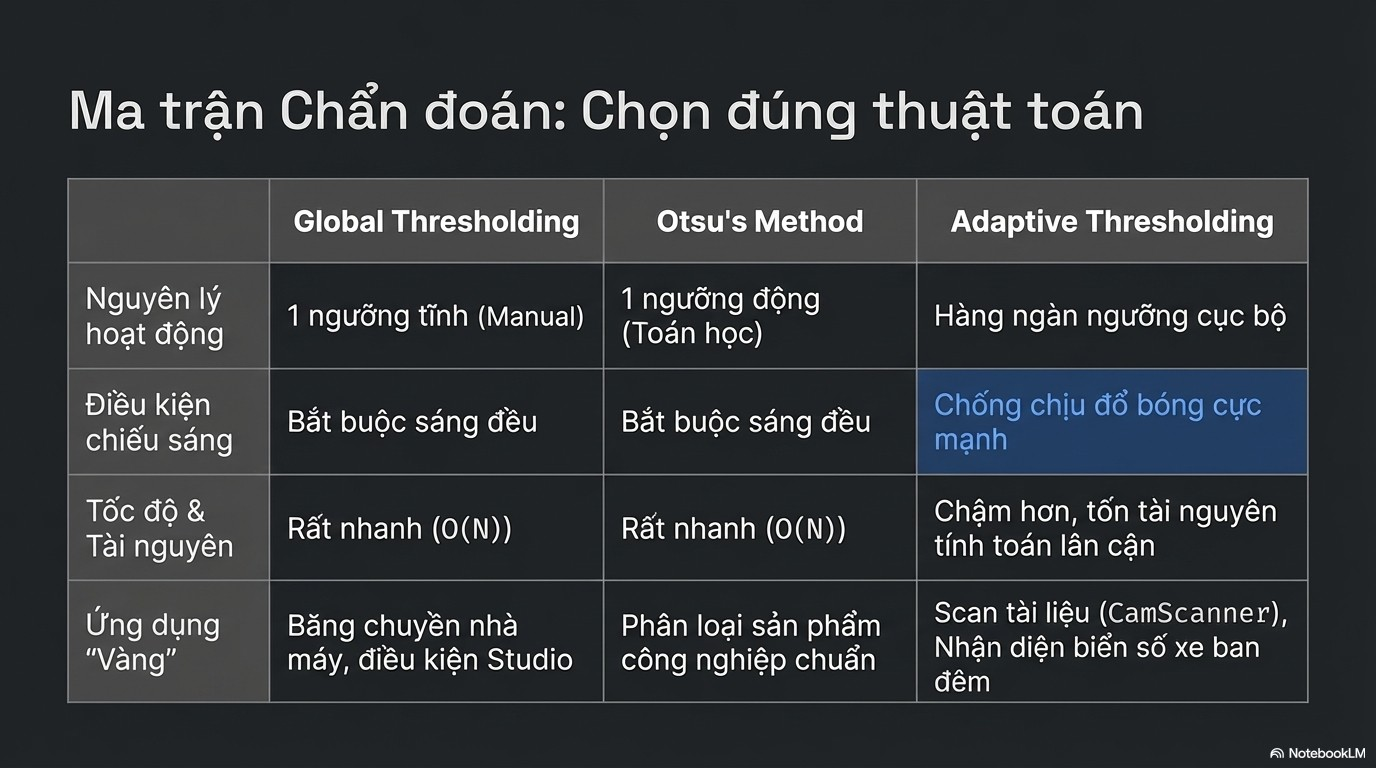 Ma trận Chẩn đoán: Chọn đúng thuật toán
Global Thresholding
Otsu's Method
Adaptive Thresholding
Nguyên lý
hoạt động
1 ngưỡng tĩnh (Manual)
1 ngưỡng động
(Toán học)
Hàng ngàn ngưỡng cục bộ
Điều kiện
chiếu sáng
Bắt buộc sáng đều
Bắt buộc sáng đều
Chống chịu đổ bóng cực
mạnh
Tốc độ &
Tài nguyên
Rất nhanh (O(N))
Rất nhanh (O(N))
Chậm hơn, tốn tài nguyên
tính toán lân cận
Ứng dụng
“Vàng”
Băng chuyền nhà
máy, điều kiện Studio
Phân loại sản phẩm
công nghiệp chuẩn
Scan tài liệu (CamScanner),
Nhận diện biển số xe ban
đêm
NotebookLM